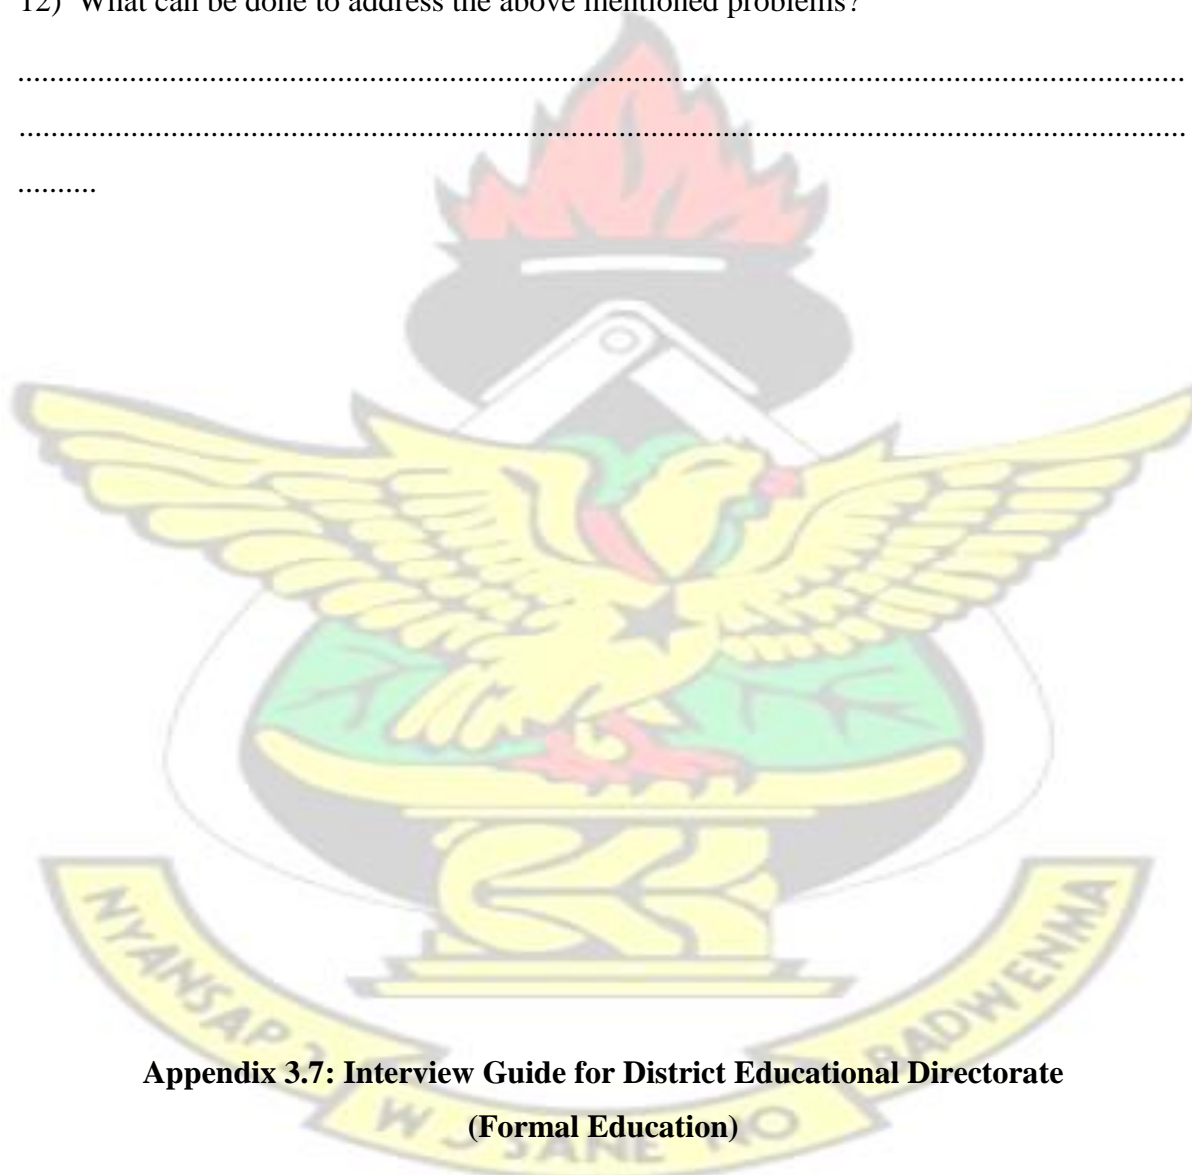 12) What can be done to address the above mentioned problems?
....................................................................................................................................................
....................................................................................................................................................
..........
NYANSAP
BADWENMA
Appendix 3.7: Interview Guide for District Educational Directorate
(Formal Education)
W SANE NO